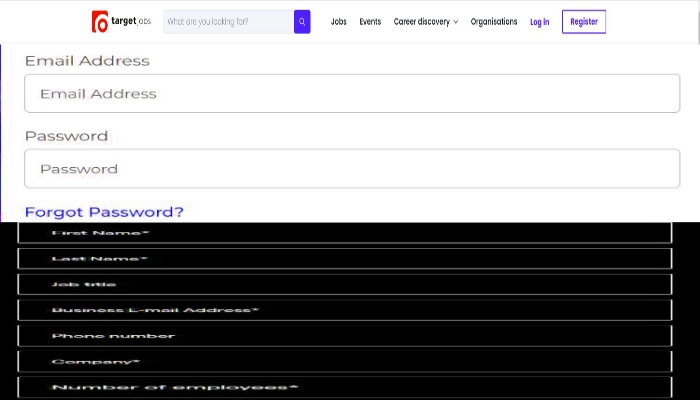 targetjobs What are you looking for? Jobs Events Career discovery Organisations Log in Register
Email Address
Email Address
Password
Password
Forgot Password?
First Name*
Last Name*
Job title
Business E-mail Address*
Phone number
Company*
Number of employees*